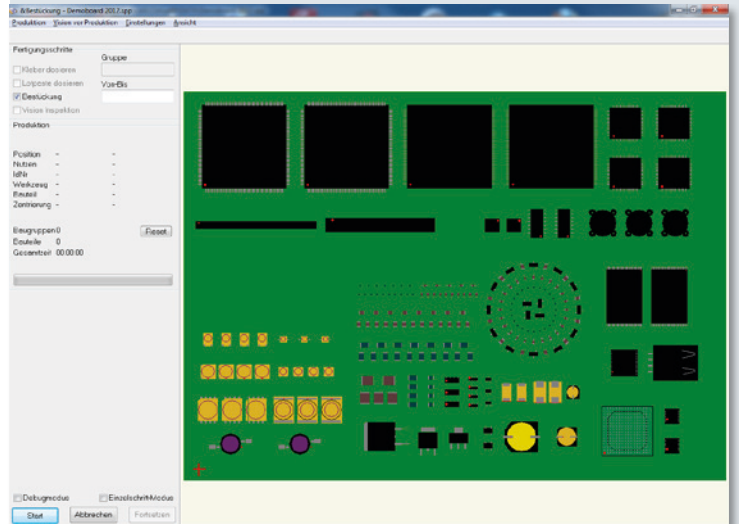 Bestückung - Demoboard 2017.spp
Produktion Vision vor Produktion Einstellungen Ansicht
Fertigungsschritte
Gruppe
Kleber dosieren
Lotpaste dosieren Von-Bis
Bestückung
Vision Inspektion
Produktion
Position - -
Nutzen - -
IdNr - -
Werkzeug - -
Bauteil - -
Zentrierung - -
Baugruppen 0 Reset
Bauteile 0
Gesamtzeit 00:00:00
Debugmodus Einzelschritt-Modus
Start Abbrechen Fortsetzen